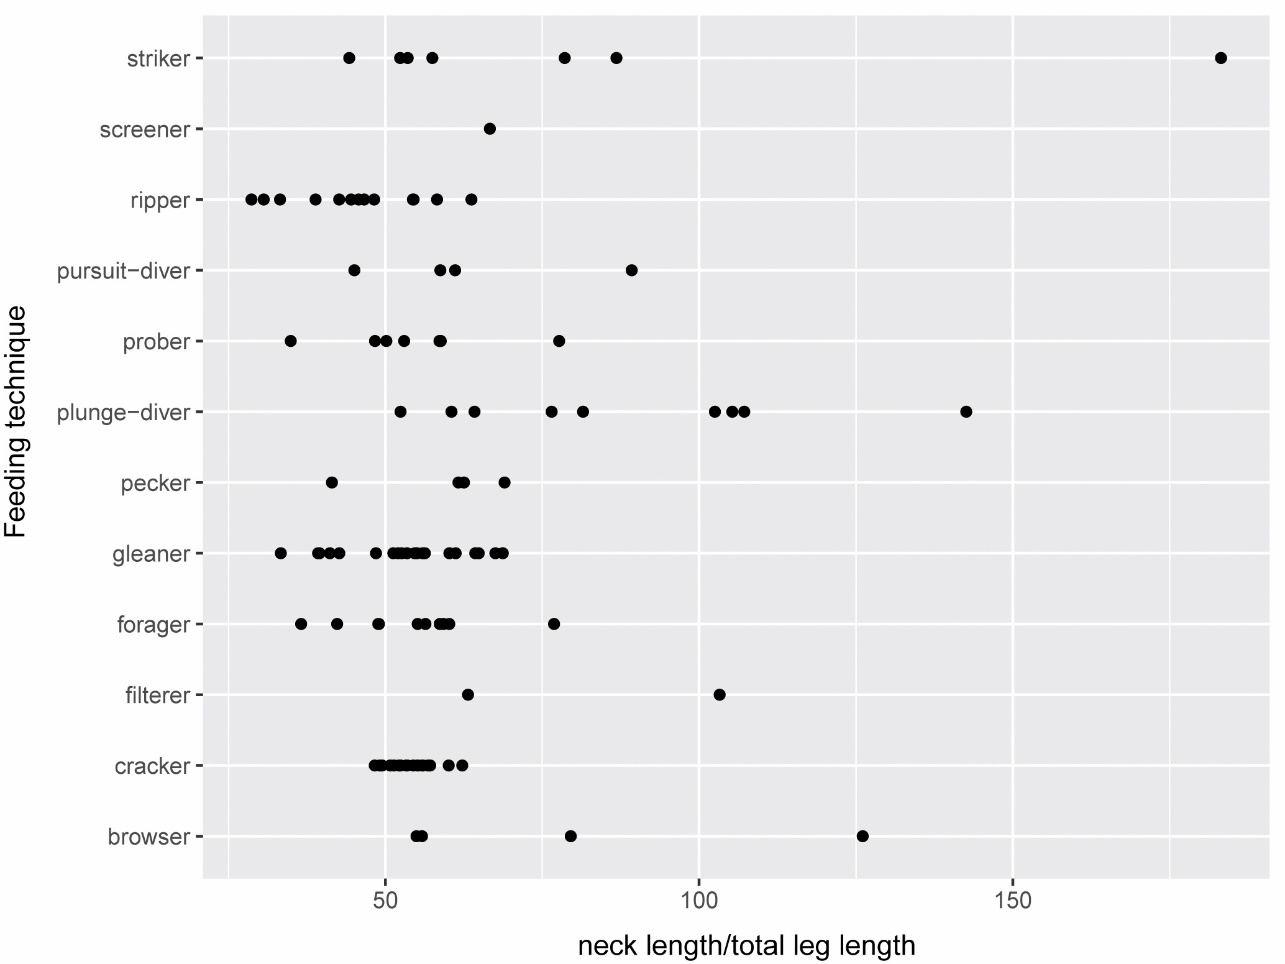 striker
screener
ripper
pursuit−diver
prober
plunge−diver
pecker
gleaner
forager
filterer
cracker
browser
Feeding technique
50 100 150
neck length/total leg length